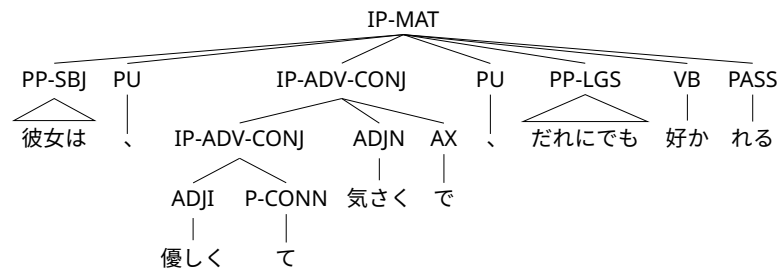 IP-MAT
PP-SBJ PU IP-ADV-CONJ PU PP-LGS VB PASS
彼女は 、 IP-ADV-CONJ ADJN AX 、 だれにでも 好か れる
ADJI P-CONN 気さく で
優しく て